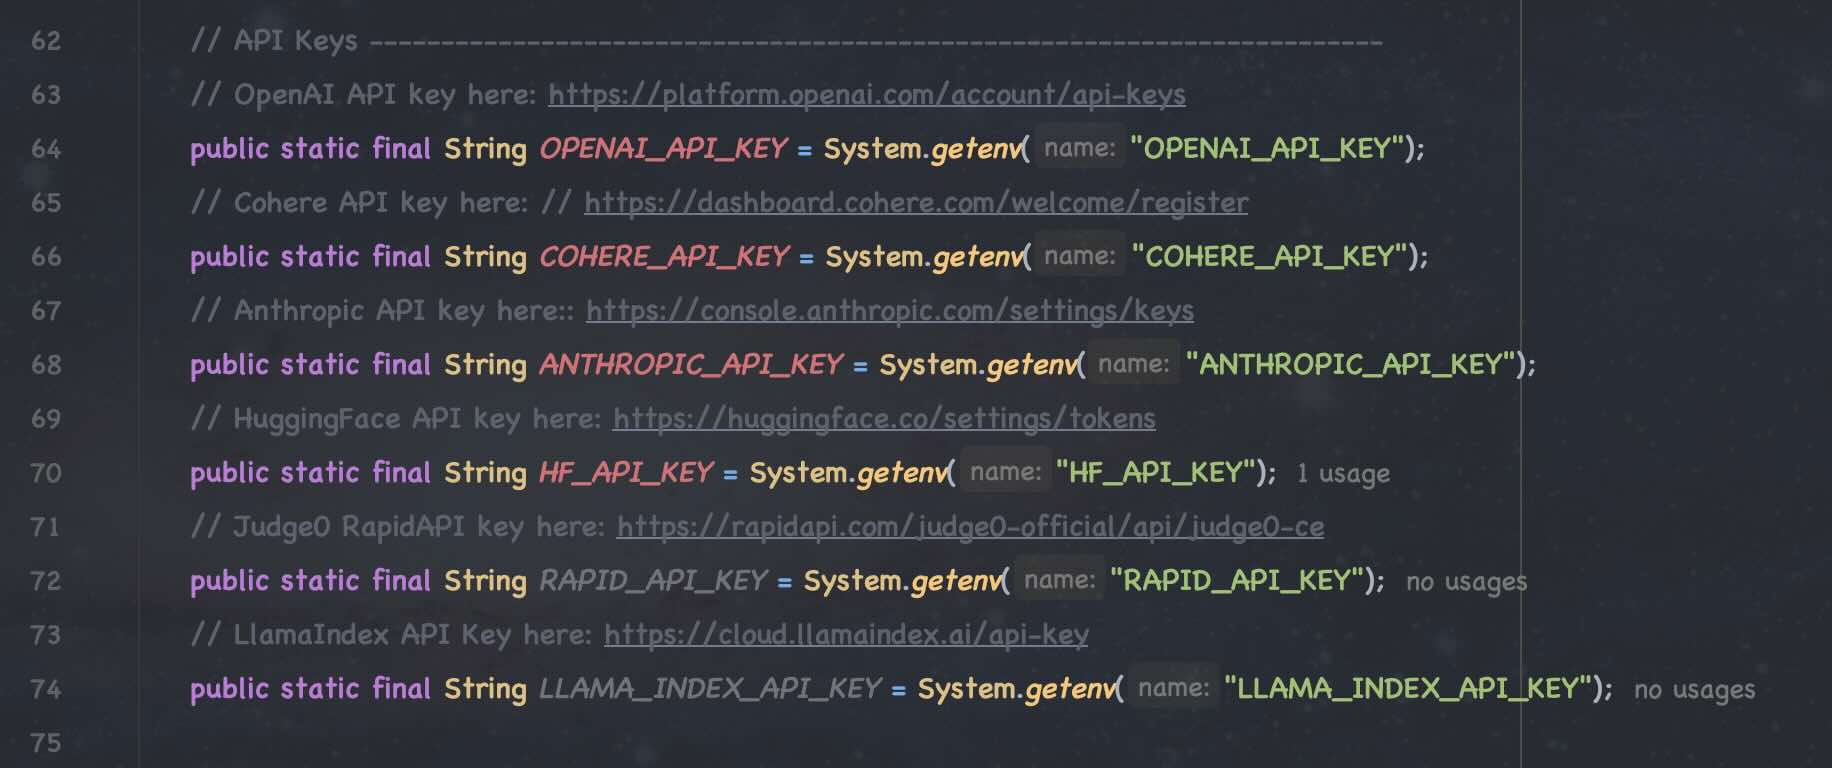 62 // API Keys -----------------------------------------------------------------------
63 // OpenAI API key here: https://platform.openai.com/account/api-keys
64 public static final String OPENAI_API_KEY = System.getenv( name: "OPENAI_API_KEY");
65 // Cohere API key here: // https://dashboard.cohere.com/welcome/register
66 public static final String COHERE_API_KEY = System.getenv( name: "COHERE_API_KEY");
67 // Anthropic API key here:: https://console.anthropic.com/settings/keys
68 public static final String ANTHROPIC_API_KEY = System.getenv( name: "ANTHROPIC_API_KEY");
69 // HuggingFace API key here: https://huggingface.co/settings/tokens
70 public static final String HF_API_KEY = System.getenv( name: "HF_API_KEY"); 1 usage
71 // Judge0 RapidAPI key here: https://rapidapi.com/judge0-official/api/judge0-ce
72 public static final String RAPID_API_KEY = System.getenv( name: "RAPID_API_KEY"); no usages
73 // LlamaIndex API Key here: https://cloud.llamaindex.ai/api-key
74 public static final String LLAMA_INDEX_API_KEY = System.getenv( name: "LLAMA_INDEX_API_KEY"); no usages
75